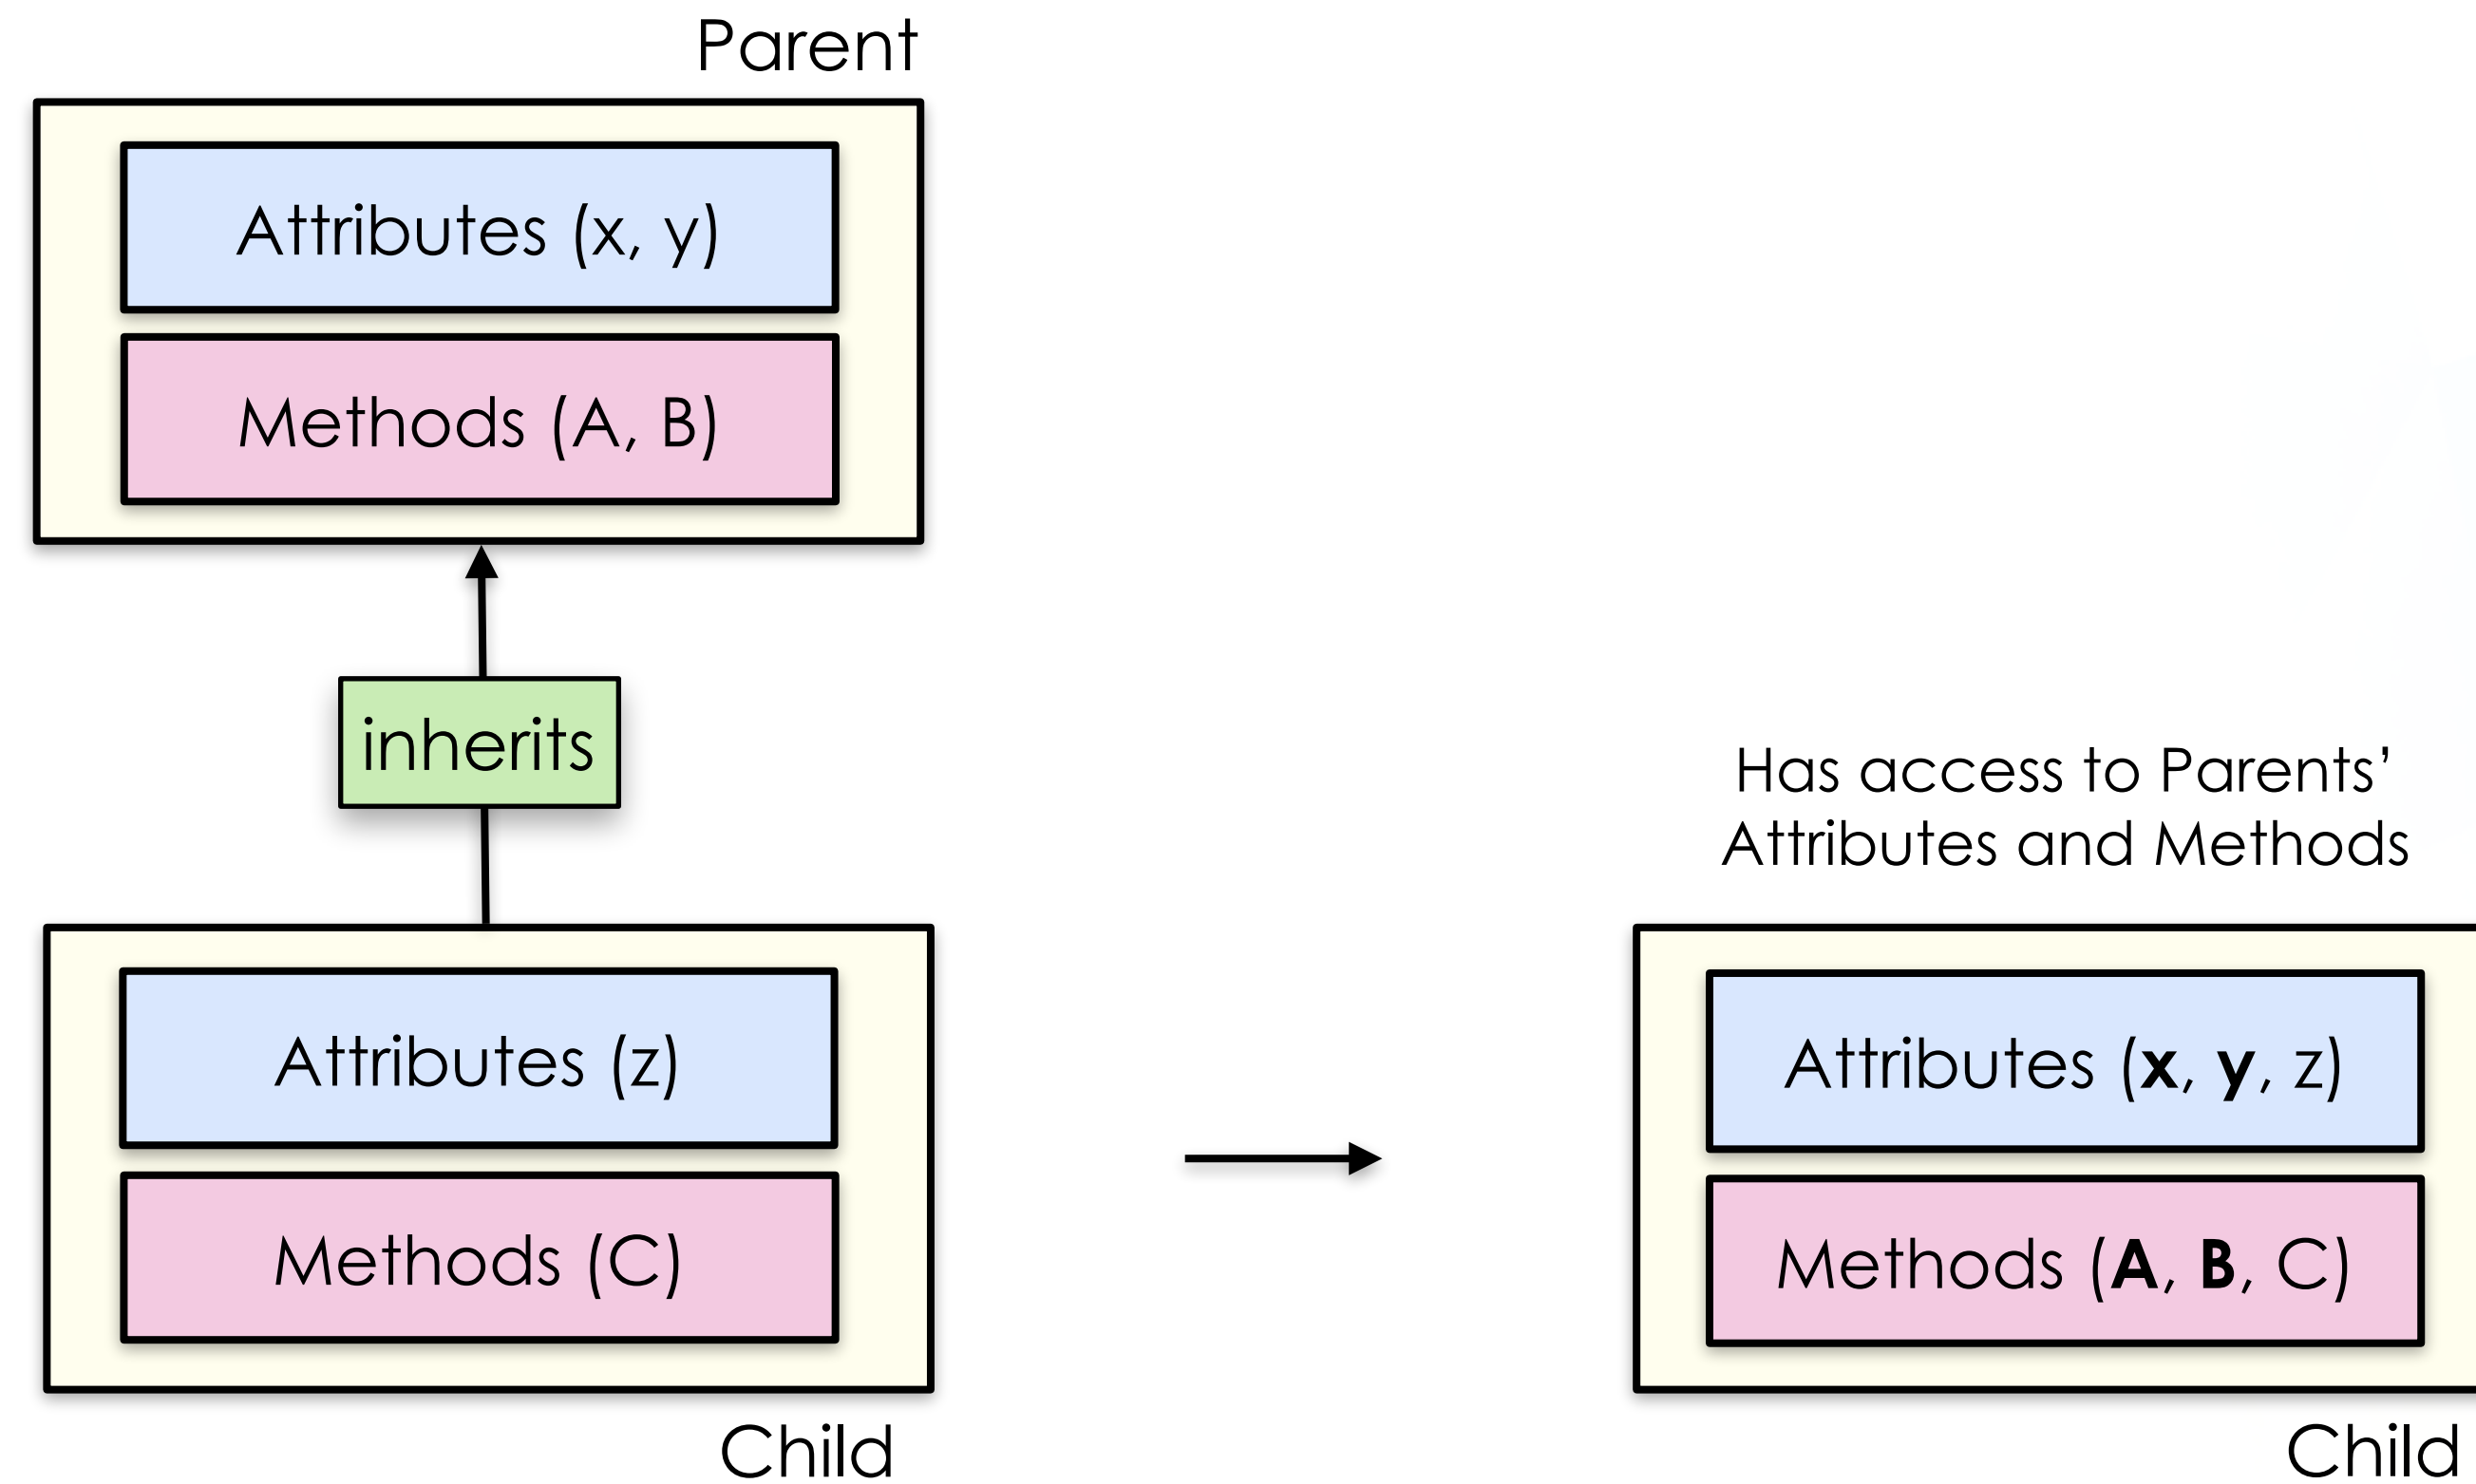 Parent
Attributes (x, y)
Methods (A, B)
inherits
Attributes (z)
Methods (C)
Child
Has access to Parents’
Attributes and Methods
Attributes (x, y, z)
Methods (A, B, C)
Child